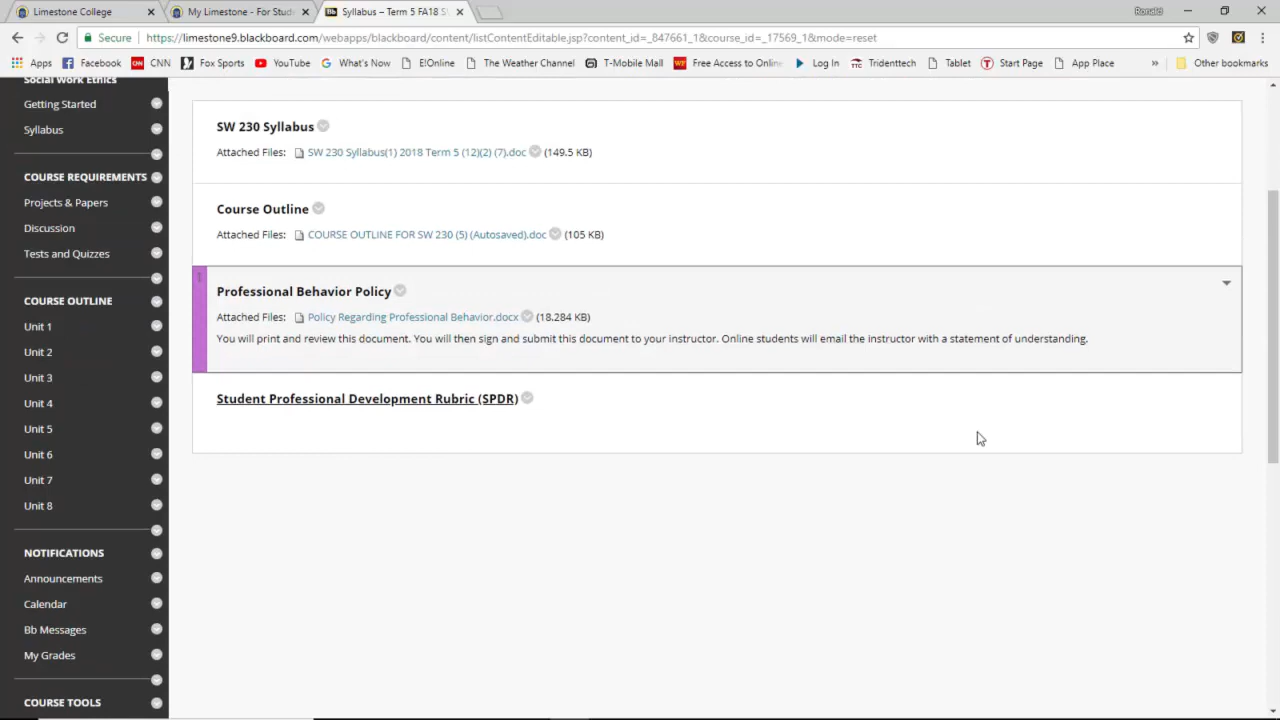 Limestone College
My Limestone - For Stude
Syllabus – Term 5 FA18 S
Ronald
Secure
https://limestone9.blackboard.com/webapps/blackboard/content/listContentEditable.jsp?content_id=_847661_1&course_id=_17569_1&mode=reset
Apps Facebook CNN Fox Sports YouTube What's Now E!Online The Weather Channel T-Mobile Mall Free Access to Online Log In Tridenttech Tablet Start Page App Place » Other bookmarks
Social Work Ethics
Getting Started
Syllabus
COURSE REQUIREMENTS
Projects & Papers
Discussion
Tests and Quizzes
COURSE OUTLINE
Unit 1
Unit 2
Unit 3
Unit 4
Unit 5
Unit 6
Unit 7
Unit 8
NOTIFICATIONS
Announcements
Calendar
Bb Messages
My Grades
COURSE TOOLS
SW 230 Syllabus
Attached Files: SW 230 Syllabus(1) 2018 Term 5 (12)(2) (7).doc (149.5 KB)
Course Outline
Attached Files: COURSE OUTLINE FOR SW 230 (5) (Autosaved).doc (105 KB)
Professional Behavior Policy
Attached Files: Policy Regarding Professional Behavior.docx (18.284 KB)
You will print and review this document. You will then sign and submit this document to your instructor. Online students will email the instructor with a statement of understanding.
Student Professional Development Rubric (SPDR)